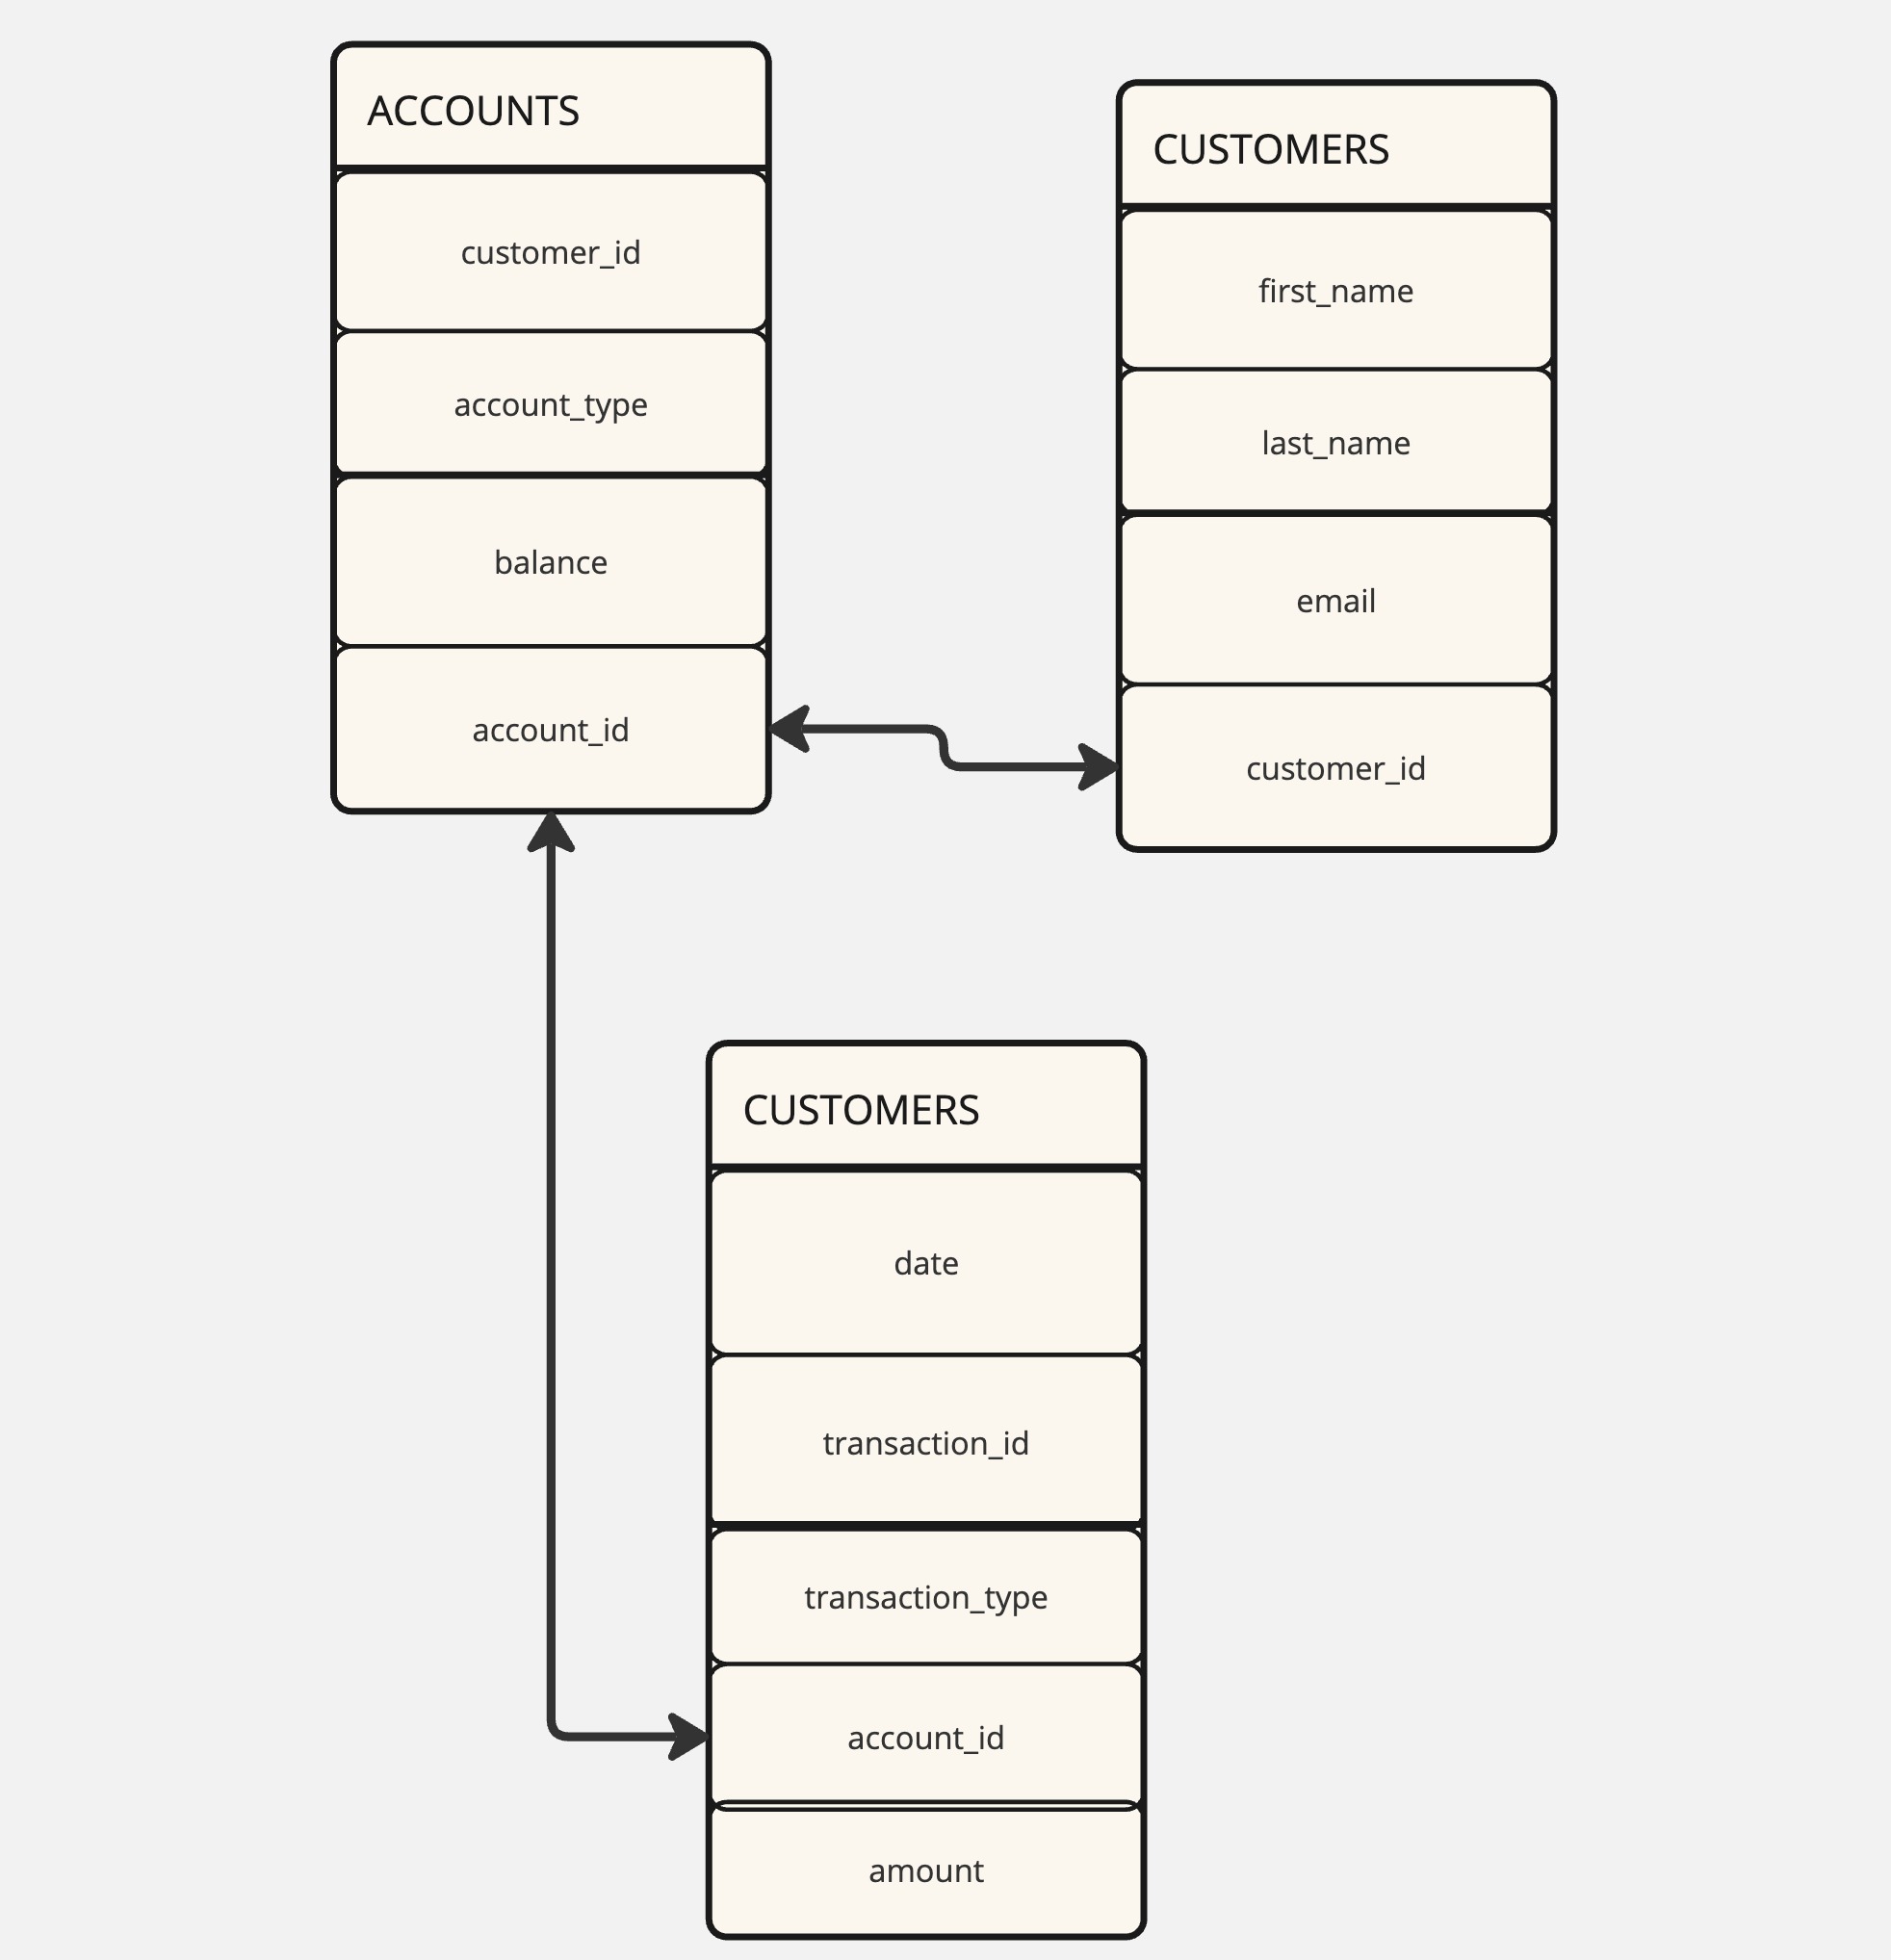 ACCOUNTS
customer_id
account_type
balance
account_id
CUSTOMERS
first_name
last_name
email
customer_id
CUSTOMERS
date
transaction_id
transaction_type
account_id
amount